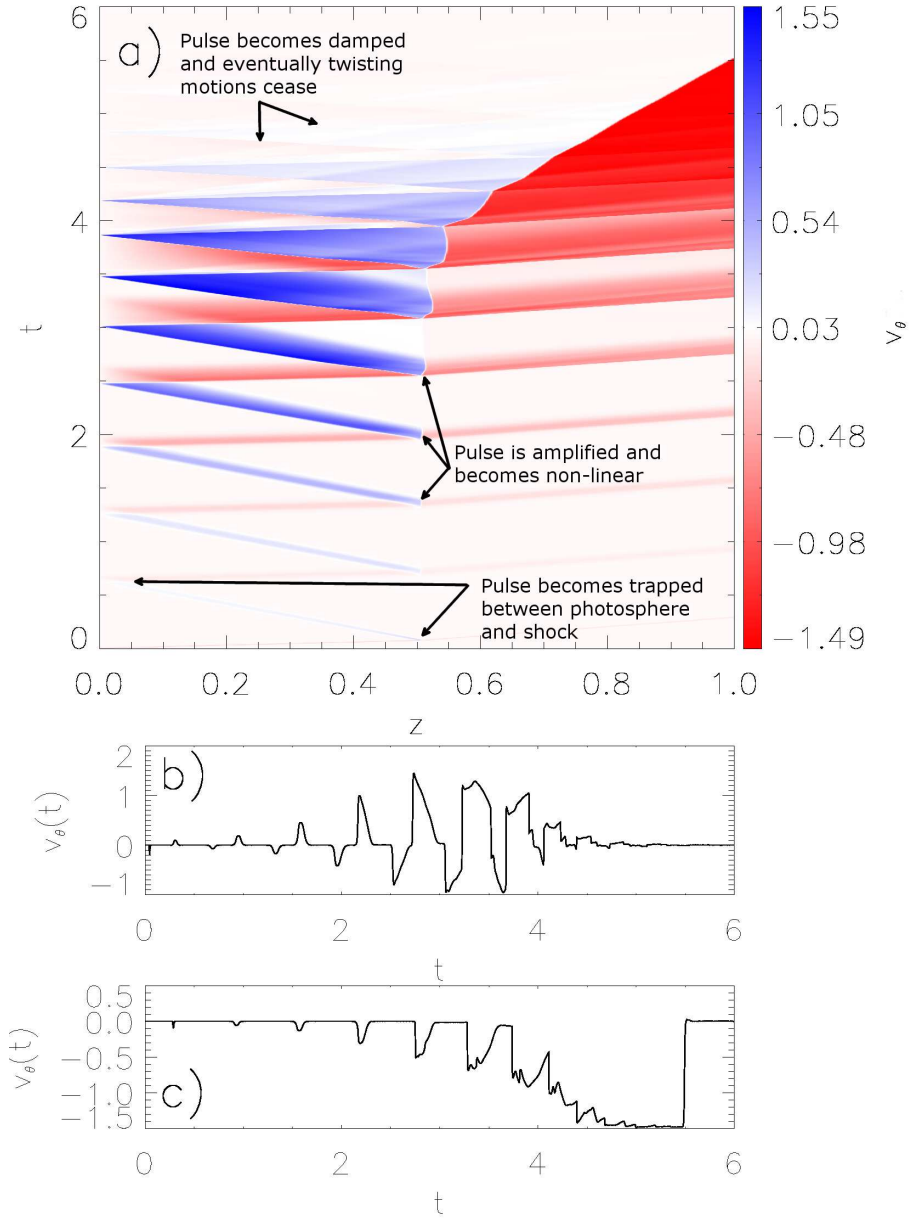 a)
Pulse becomes damped
and eventually twisting
motions cease
Pulse is amplified and
becomes non-linear
Pulse becomes trapped
between photosphere
and shock
6
4
2
0
t
0.0 0.2 0.4 0.6 0.8 1.0
z
1.55
1.05
0.54
0.03
−0.48
−0.98
−1.49
vθ
b)
2
1
0
−1
vθ(t)
0 2 4 6
t
c)
0.5
0.0
−0.5
−1.0
−1.5
vθ(t)
0 2 4 6
t